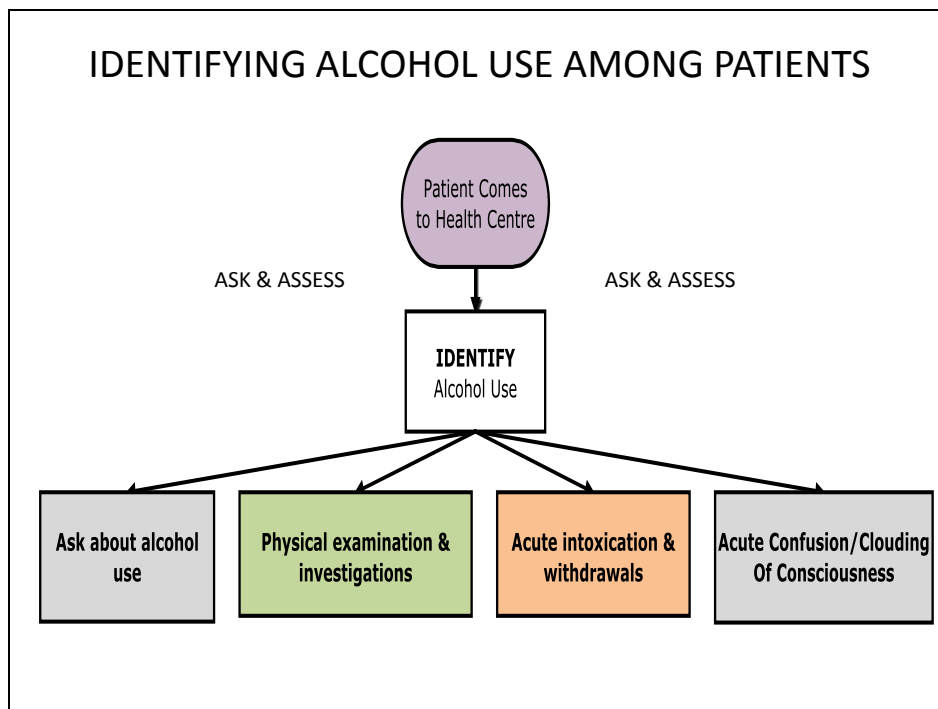 IDENTIFYING ALCOHOL USE AMONG PATIENTS
Patient Comes
to Health Centre
ASK & ASSESS
ASK & ASSESS
IDENTIFY
Alcohol Use
Ask about alcohol
use
Physical examination &
investigations
Acute intoxication &
withdrawals
Acute Confusion/Clouding
Of Consciousness